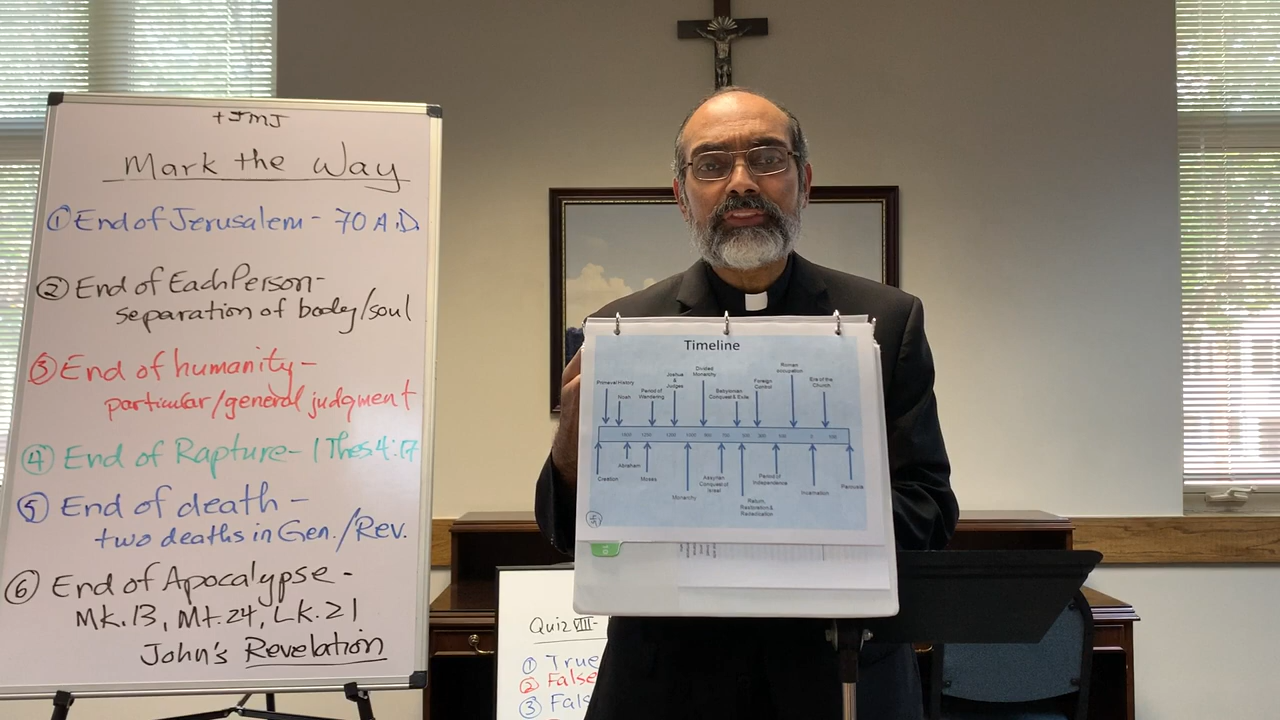 +JMJ
Mark the Way
① End of Jerusalem - 70 A.D.
② End of Each Person -
separation of body/soul
③ End of humanity -
particular/general judgment
④ End of Rapture - 1 Thes 4:17
⑤ End of death -
two deaths in Gen./Rev.
⑥ End of Apocalypse -
Mk.13, Mt.24, Lk.21
John's Revelation
Timeline
Primeval History
Noah
Period of
Wandering
Joshua
&
Judges
Divided
Monarchy
Babylonian
Conquest & Exile
Foreign
Control
Roman
Occupation
Era of the
Church
Creation
Abraham
Moses
Monarchy
Assyrian
Conquest of
Israel
Return,
Restoration &
Rededication
Period of
Independence
Incarnation
Parousia
Quiz VIII-
① True
② False
③ Fals